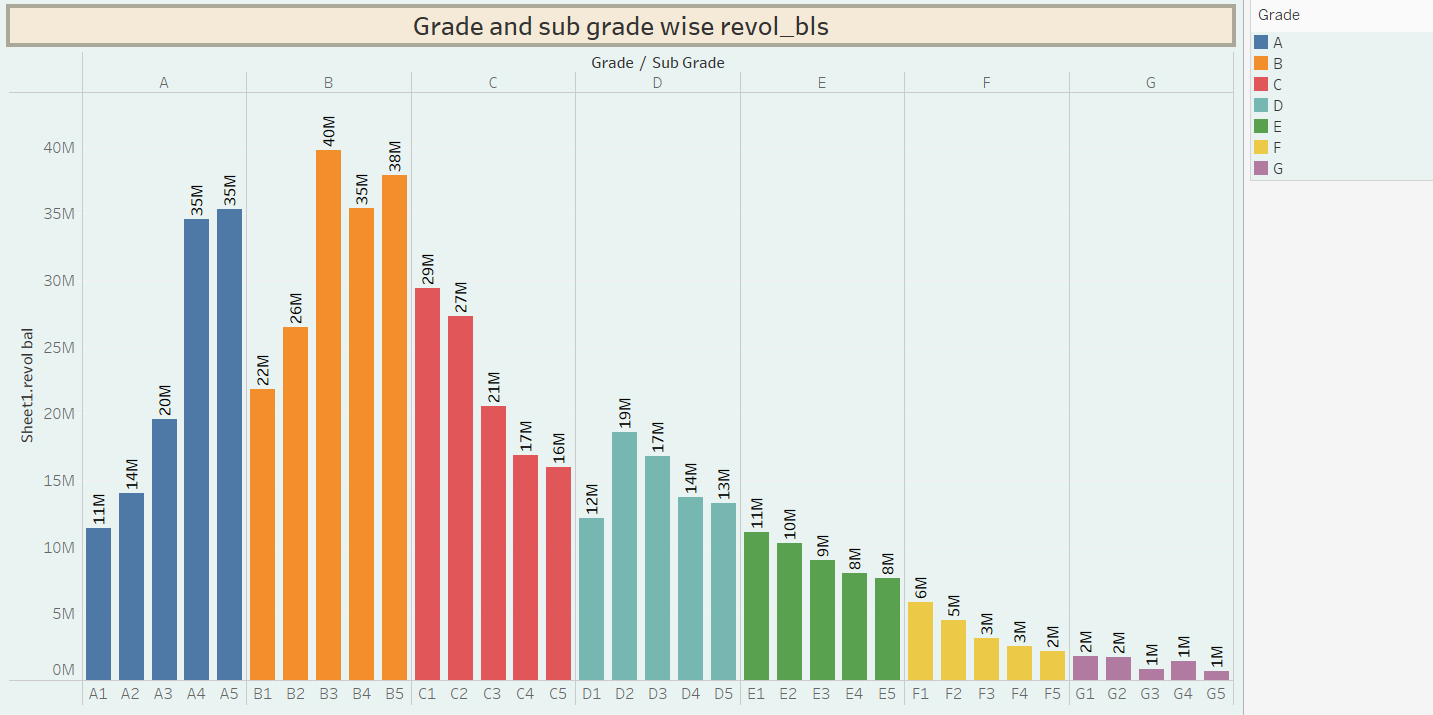 Grade and sub grade wise revol_bls
Grade / Sub Grade
A B C D E F G
Sheet1.revol bal
40M
35M
30M
25M
20M
15M
10M
5M
0M
11M 14M 20M 35M 35M 22M 26M 40M 35M 38M 29M 27M 21M 17M 16M 12M 19M 17M 14M 13M 11M 10M 9M 8M 8M 6M 5M 3M 3M 2M 2M 2M 1M 1M 1M
A1 A2 A3 A4 A5 B1 B2 B3 B4 B5 C1 C2 C3 C4 C5 D1 D2 D3 D4 D5 E1 E2 E3 E4 E5 F1 F2 F3 F4 F5 G1 G2 G3 G4 G5
Grade
A
B
C
D
E
F
G